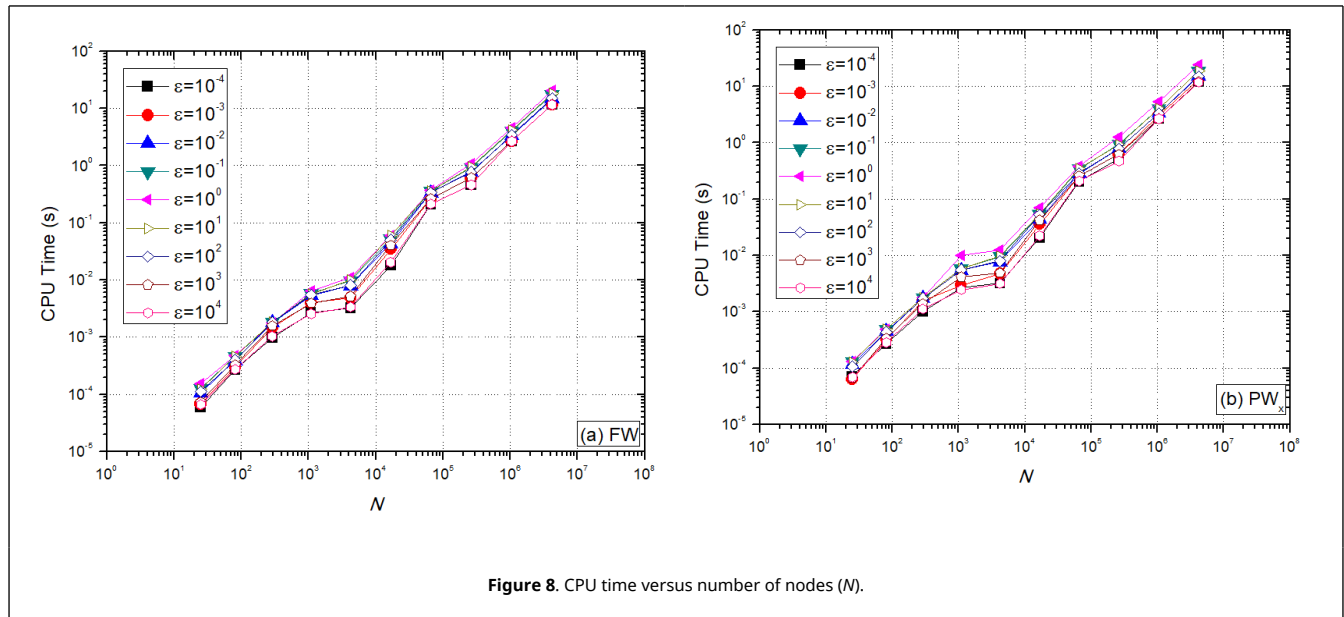 10² 10¹ 10⁰ 10⁻¹ 10⁻² 10⁻³ 10⁻⁴ 10⁻⁵
CPU Time (s)
ε=10⁻⁴
ε=10⁻³
ε=10⁻²
ε=10⁻¹
ε=10⁰
ε=10¹
ε=10²
ε=10³
ε=10⁴
(a) FW
10⁰ 10¹ 10² 10³ 10⁴ 10⁵ 10⁶ 10⁷ 10⁸
N
10² 10¹ 10⁰ 10⁻¹ 10⁻² 10⁻³ 10⁻⁴ 10⁻⁵
CPU Time (s)
ε=10⁻⁴
ε=10⁻³
ε=10⁻²
ε=10⁻¹
ε=10⁰
ε=10¹
ε=10²
ε=10³
ε=10⁴
(b) PWₓ
10⁰ 10¹ 10² 10³ 10⁴ 10⁵ 10⁶ 10⁷ 10⁸
N
Figure 8. CPU time versus number of nodes (N).